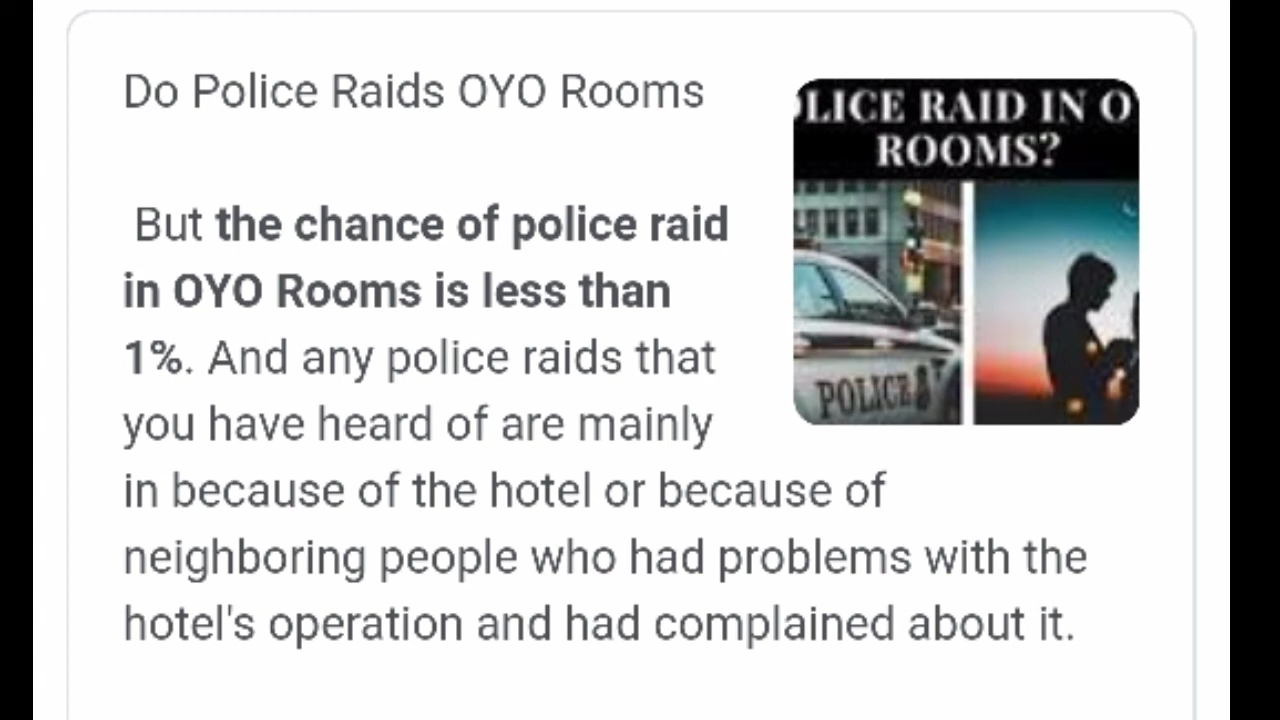 Do Police Raids OYO Rooms
OLICE RAID IN O
ROOMS?
POLICE
But the chance of police raid
in OYO Rooms is less than
1%. And any police raids that
you have heard of are mainly
in because of the hotel or because of
neighboring people who had problems with the
hotel's operation and had complained about it.